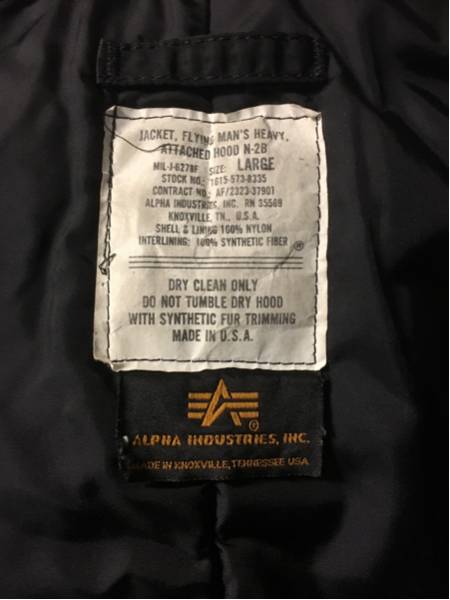 JACKET, FLYING MAN'S HEAVY,
ATTACHED HOOD N-2B
MIL-J-6278F SIZE: LARGE
STOCK NO.: 1615-573-8335
CONTRACT NO.: AF/2323-37901
ALPHA INDUSTRIES, INC. RN 35569
KNOXVILLE, TN., U.S.A.
SHELL & LINING 100% NYLON
INTERLINING: 100% SYNTHETIC FIBER ®
DRY CLEAN ONLY
DO NOT TUMBLE DRY HOOD
WITH SYNTHETIC FUR TRIMMING
MADE IN U.S.A.
®
ALPHA INDUSTRIES, INC.
MADE IN KNOXVILLE, TENNESSEE USA